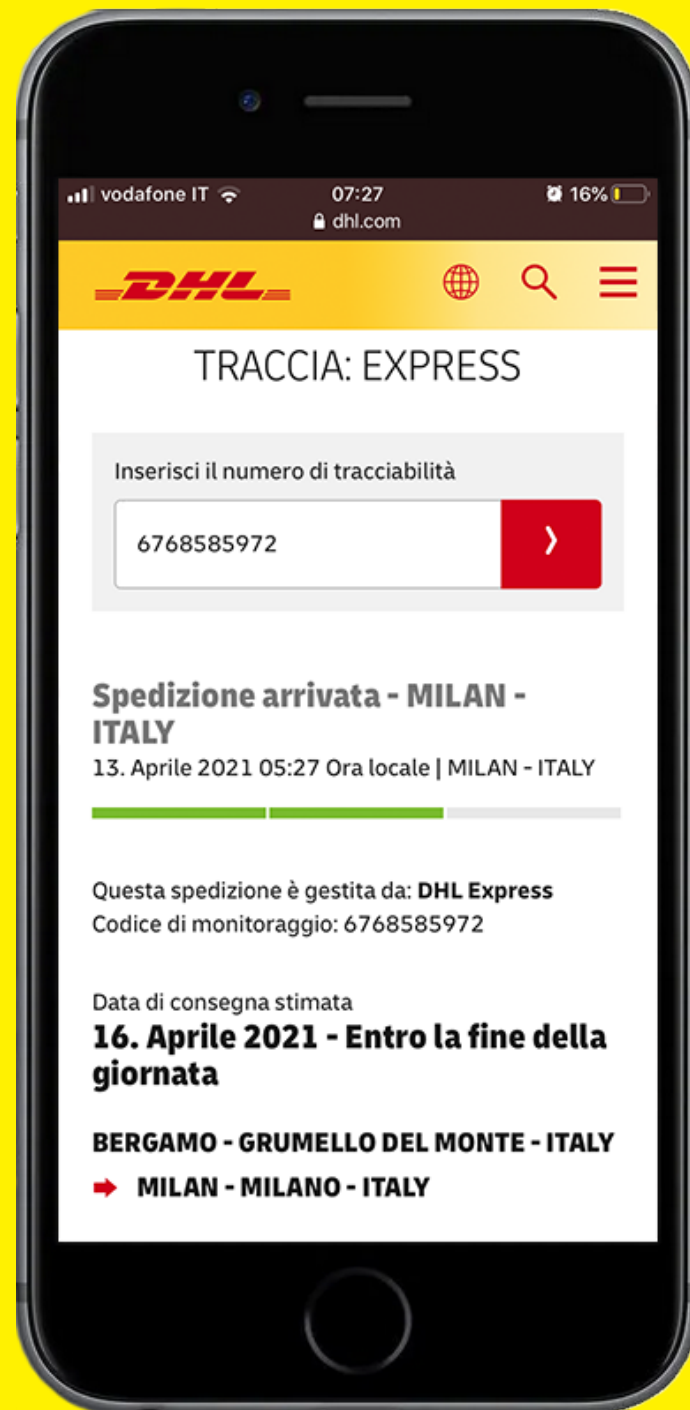 vodafone IT 07:27 16%
dhl.com
DHL
TRACCIA: EXPRESS
Inserisci il numero di tracciabilità
6768585972
Spedizione arrivata - MILAN -
ITALY
13. Aprile 2021 05:27 Ora locale | MILAN - ITALY
Questa spedizione è gestita da: DHL Express
Codice di monitoraggio: 6768585972
Data di consegna stimata
16. Aprile 2021 - Entro la fine della
giornata
BERGAMO - GRUMELLO DEL MONTE - ITALY
MILAN - MILANO - ITALY